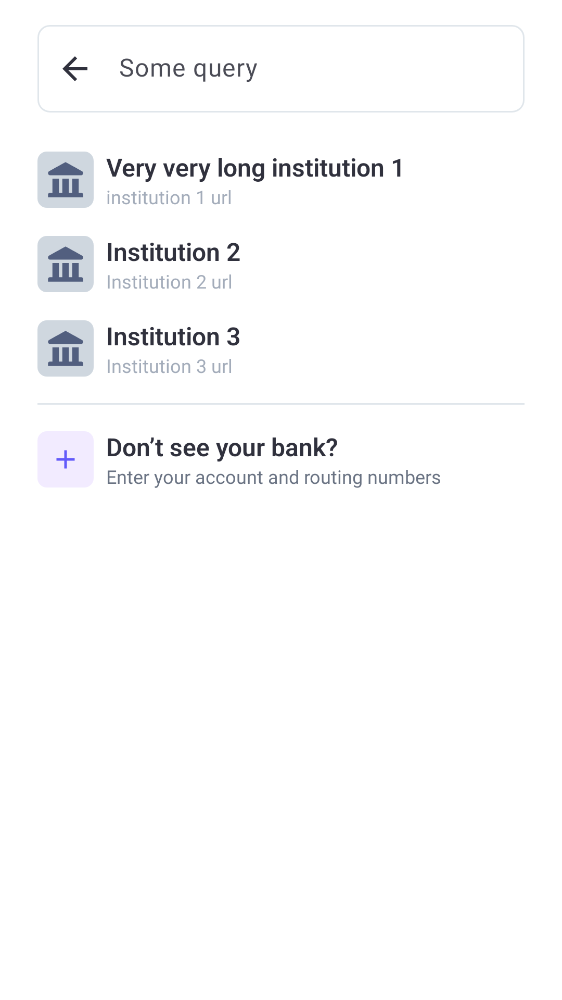 Some query
Very very long institution 1
institution 1 url
Institution 2
Institution 2 url
Institution 3
Institution 3 url
Don’t see your bank?
Enter your account and routing numbers